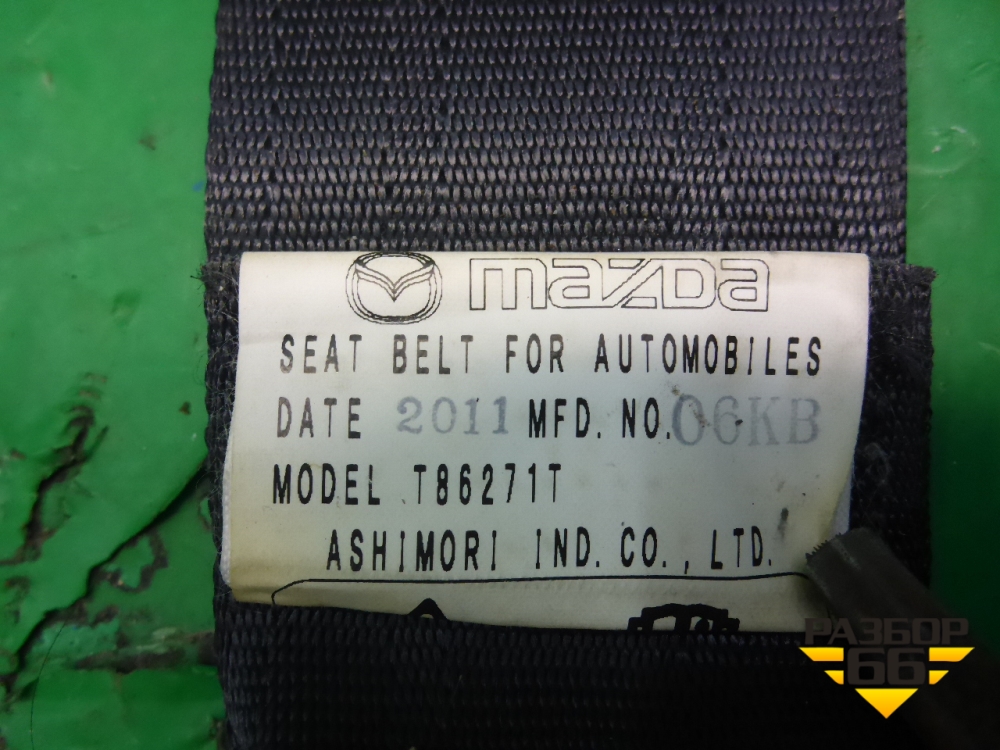 mazda
SEAT BELT FOR AUTOMOBILES
DATE 2011 MFD. NO. 06KB
MODEL T86271T
ASHIMORI IND. CO., LTD.
РАЗБОР
66